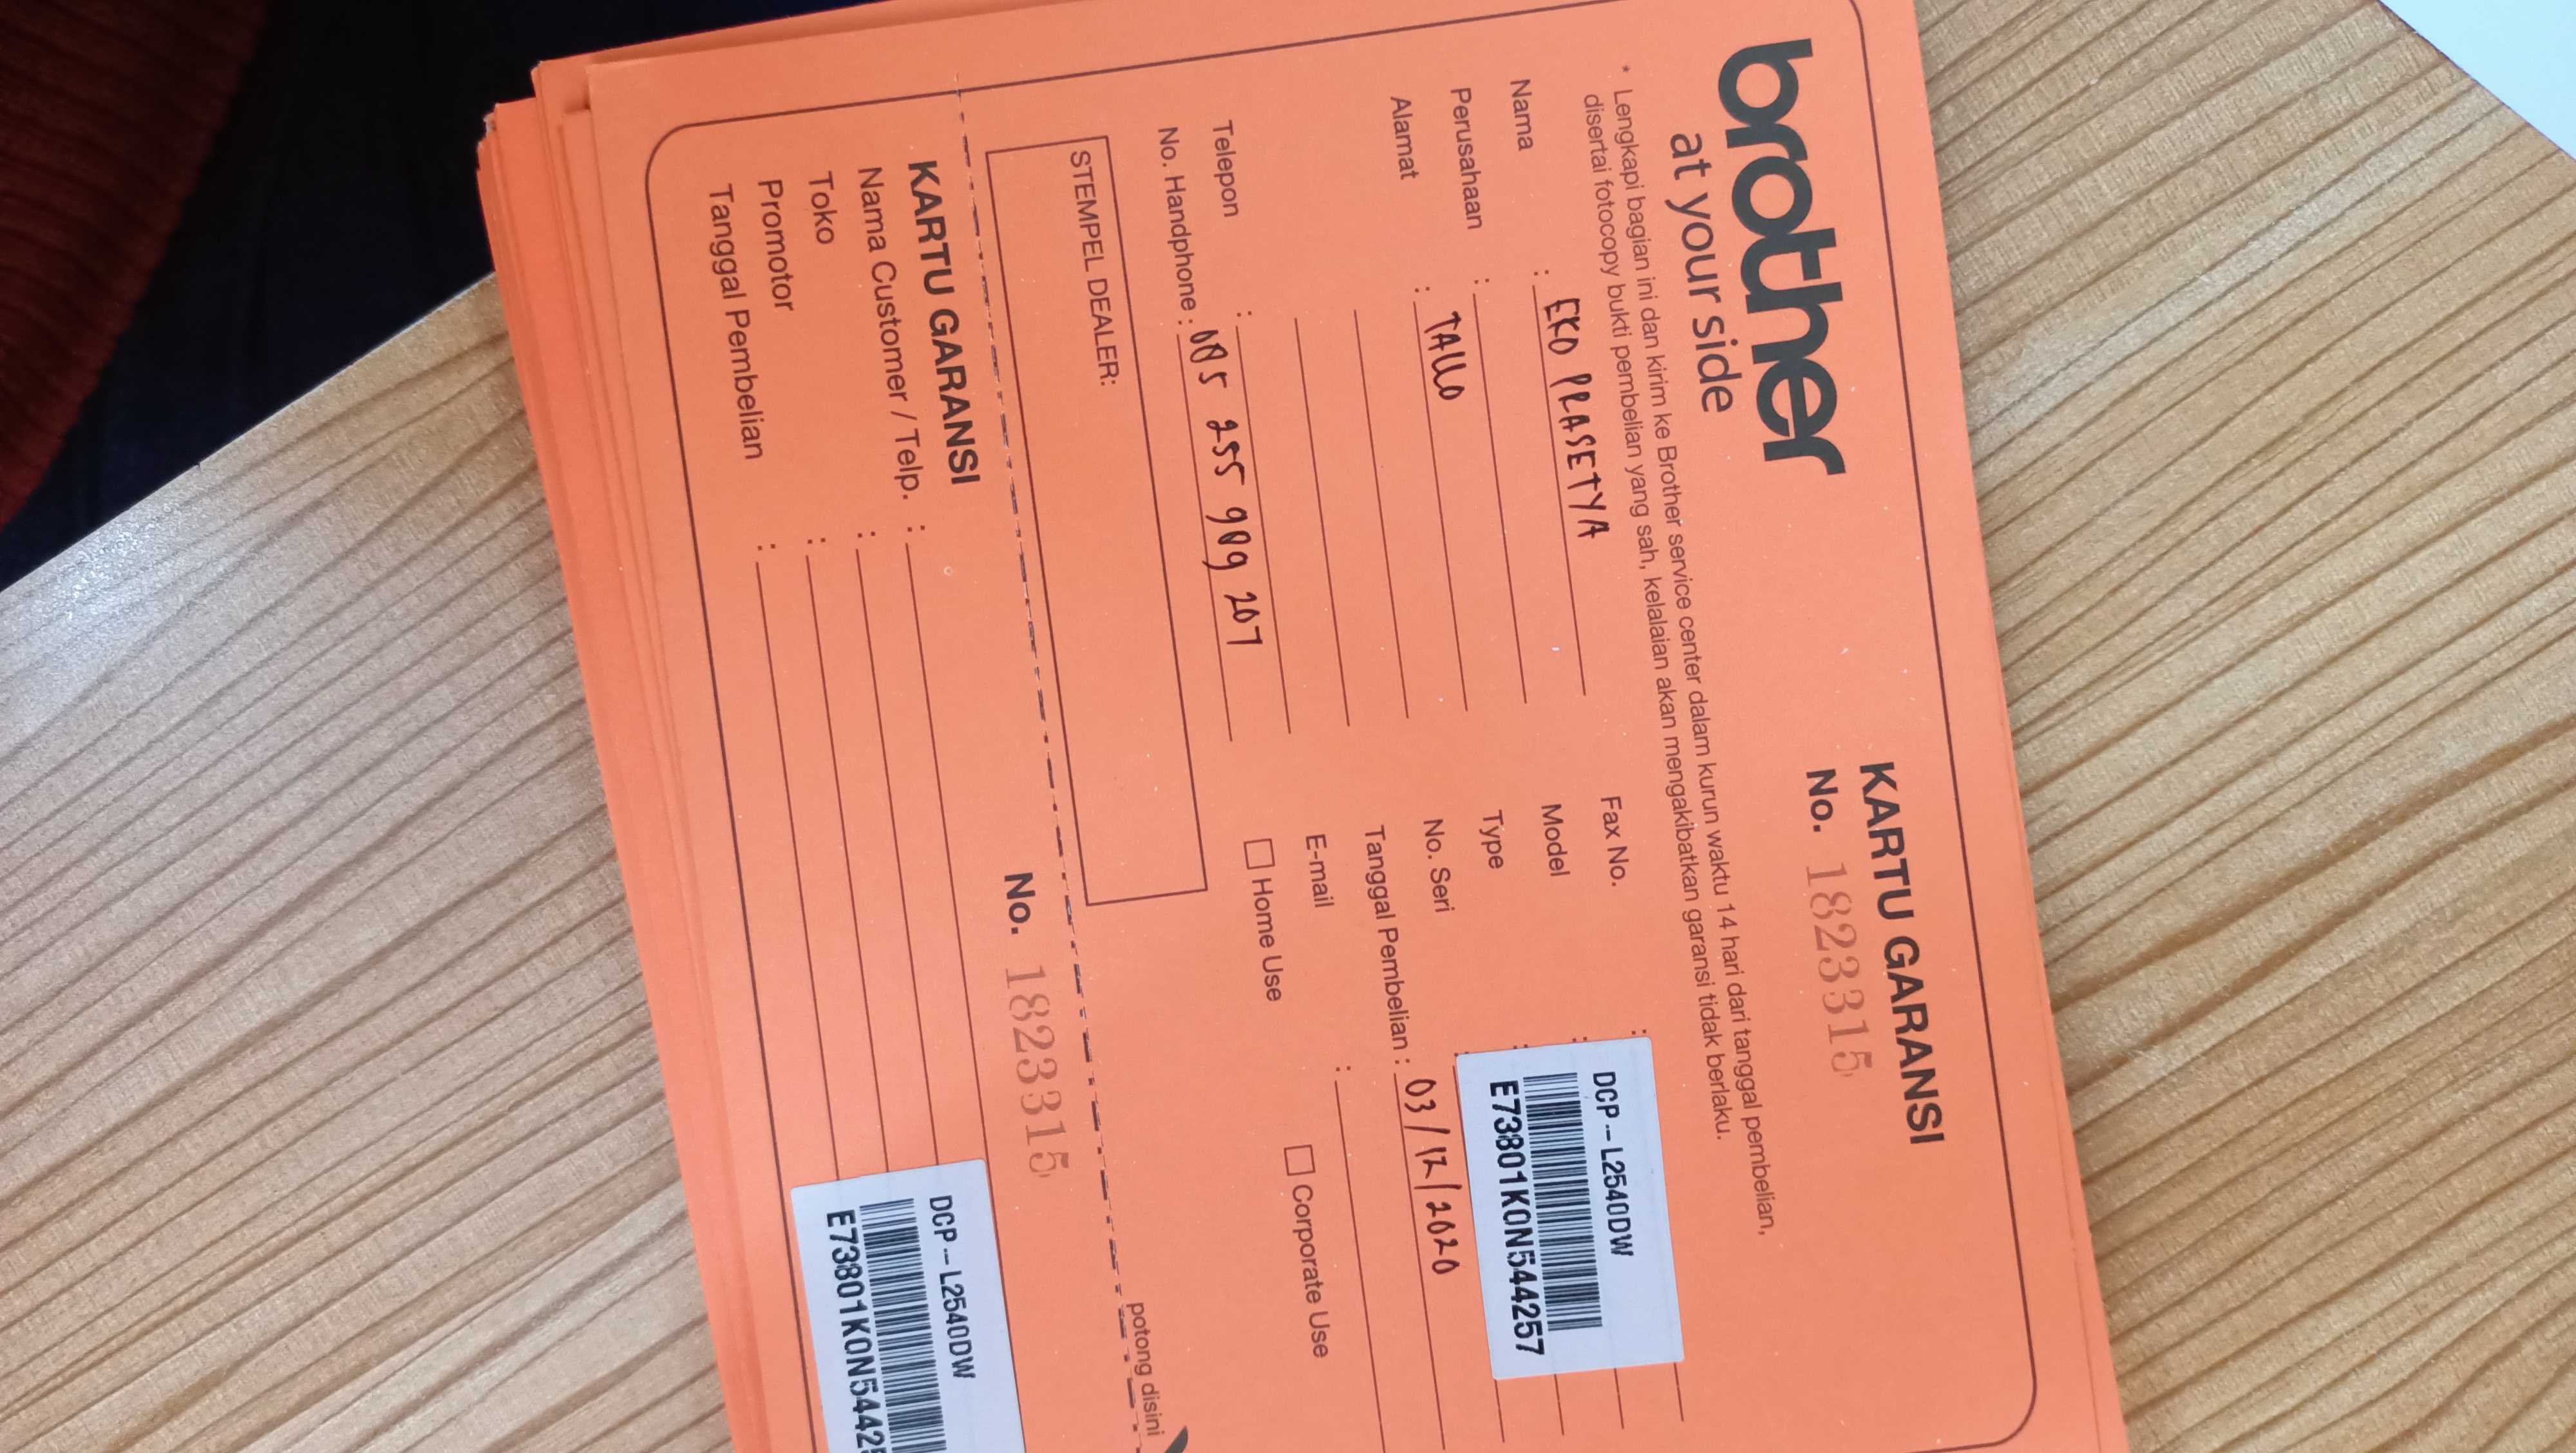 brother
at your side
KARTU GARANSI
No. 1823315
* Lengkapi bagian ini dan kirim ke Brother service center dalam kurun waktu 14 hari dari tanggal pembelian,
disertai fotocopy bukti pembelian yang sah, kelalaian akan mengakibatkan garansi tidak berlaku.
Nama : EKO PRASETYA
Perusahaan :
Alamat : TALLO
Telepon :
No. Handphone : 085 255 989 207
Fax No. :
Model :
Type :
No. Seri
DCP-L2540DW
E73801K0N544257
Tanggal Pembelian : 03/12/2020
E-mail :
Home Use
Corporate Use
STEMPEL DEALER:
potong disini
KARTU GARANSI
No. 1823315
Nama Customer / Telp. :
Toko :
Promotor :
Tanggal Pembelian :
DCP-L2540DW
E73801K0N5442